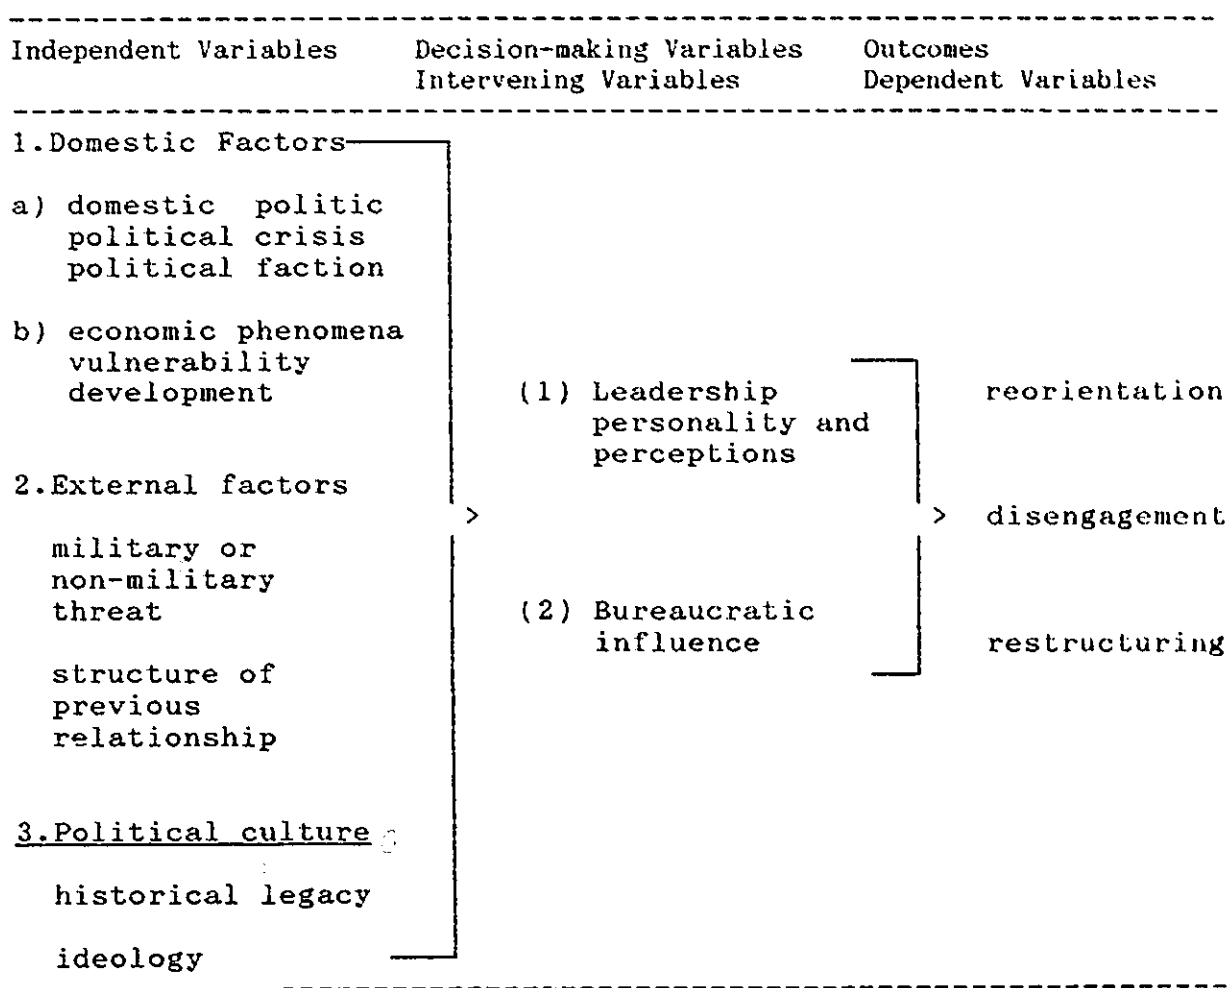 Independent Variables Decision-making Variables Outcomes
Intervening Variables Dependent Variables
1.Domestic Factors
a) domestic politic
political crisis
political faction
b) economic phenomena
vulnerability
development
2.External factors
military or
non-military
threat
structure of
previous
relationship
3.Political culture
historical legacy
ideology
>
(1) Leadership
personality and
perceptions
(2) Bureaucratic
influence
>
reorientation
disengagement
restructuring